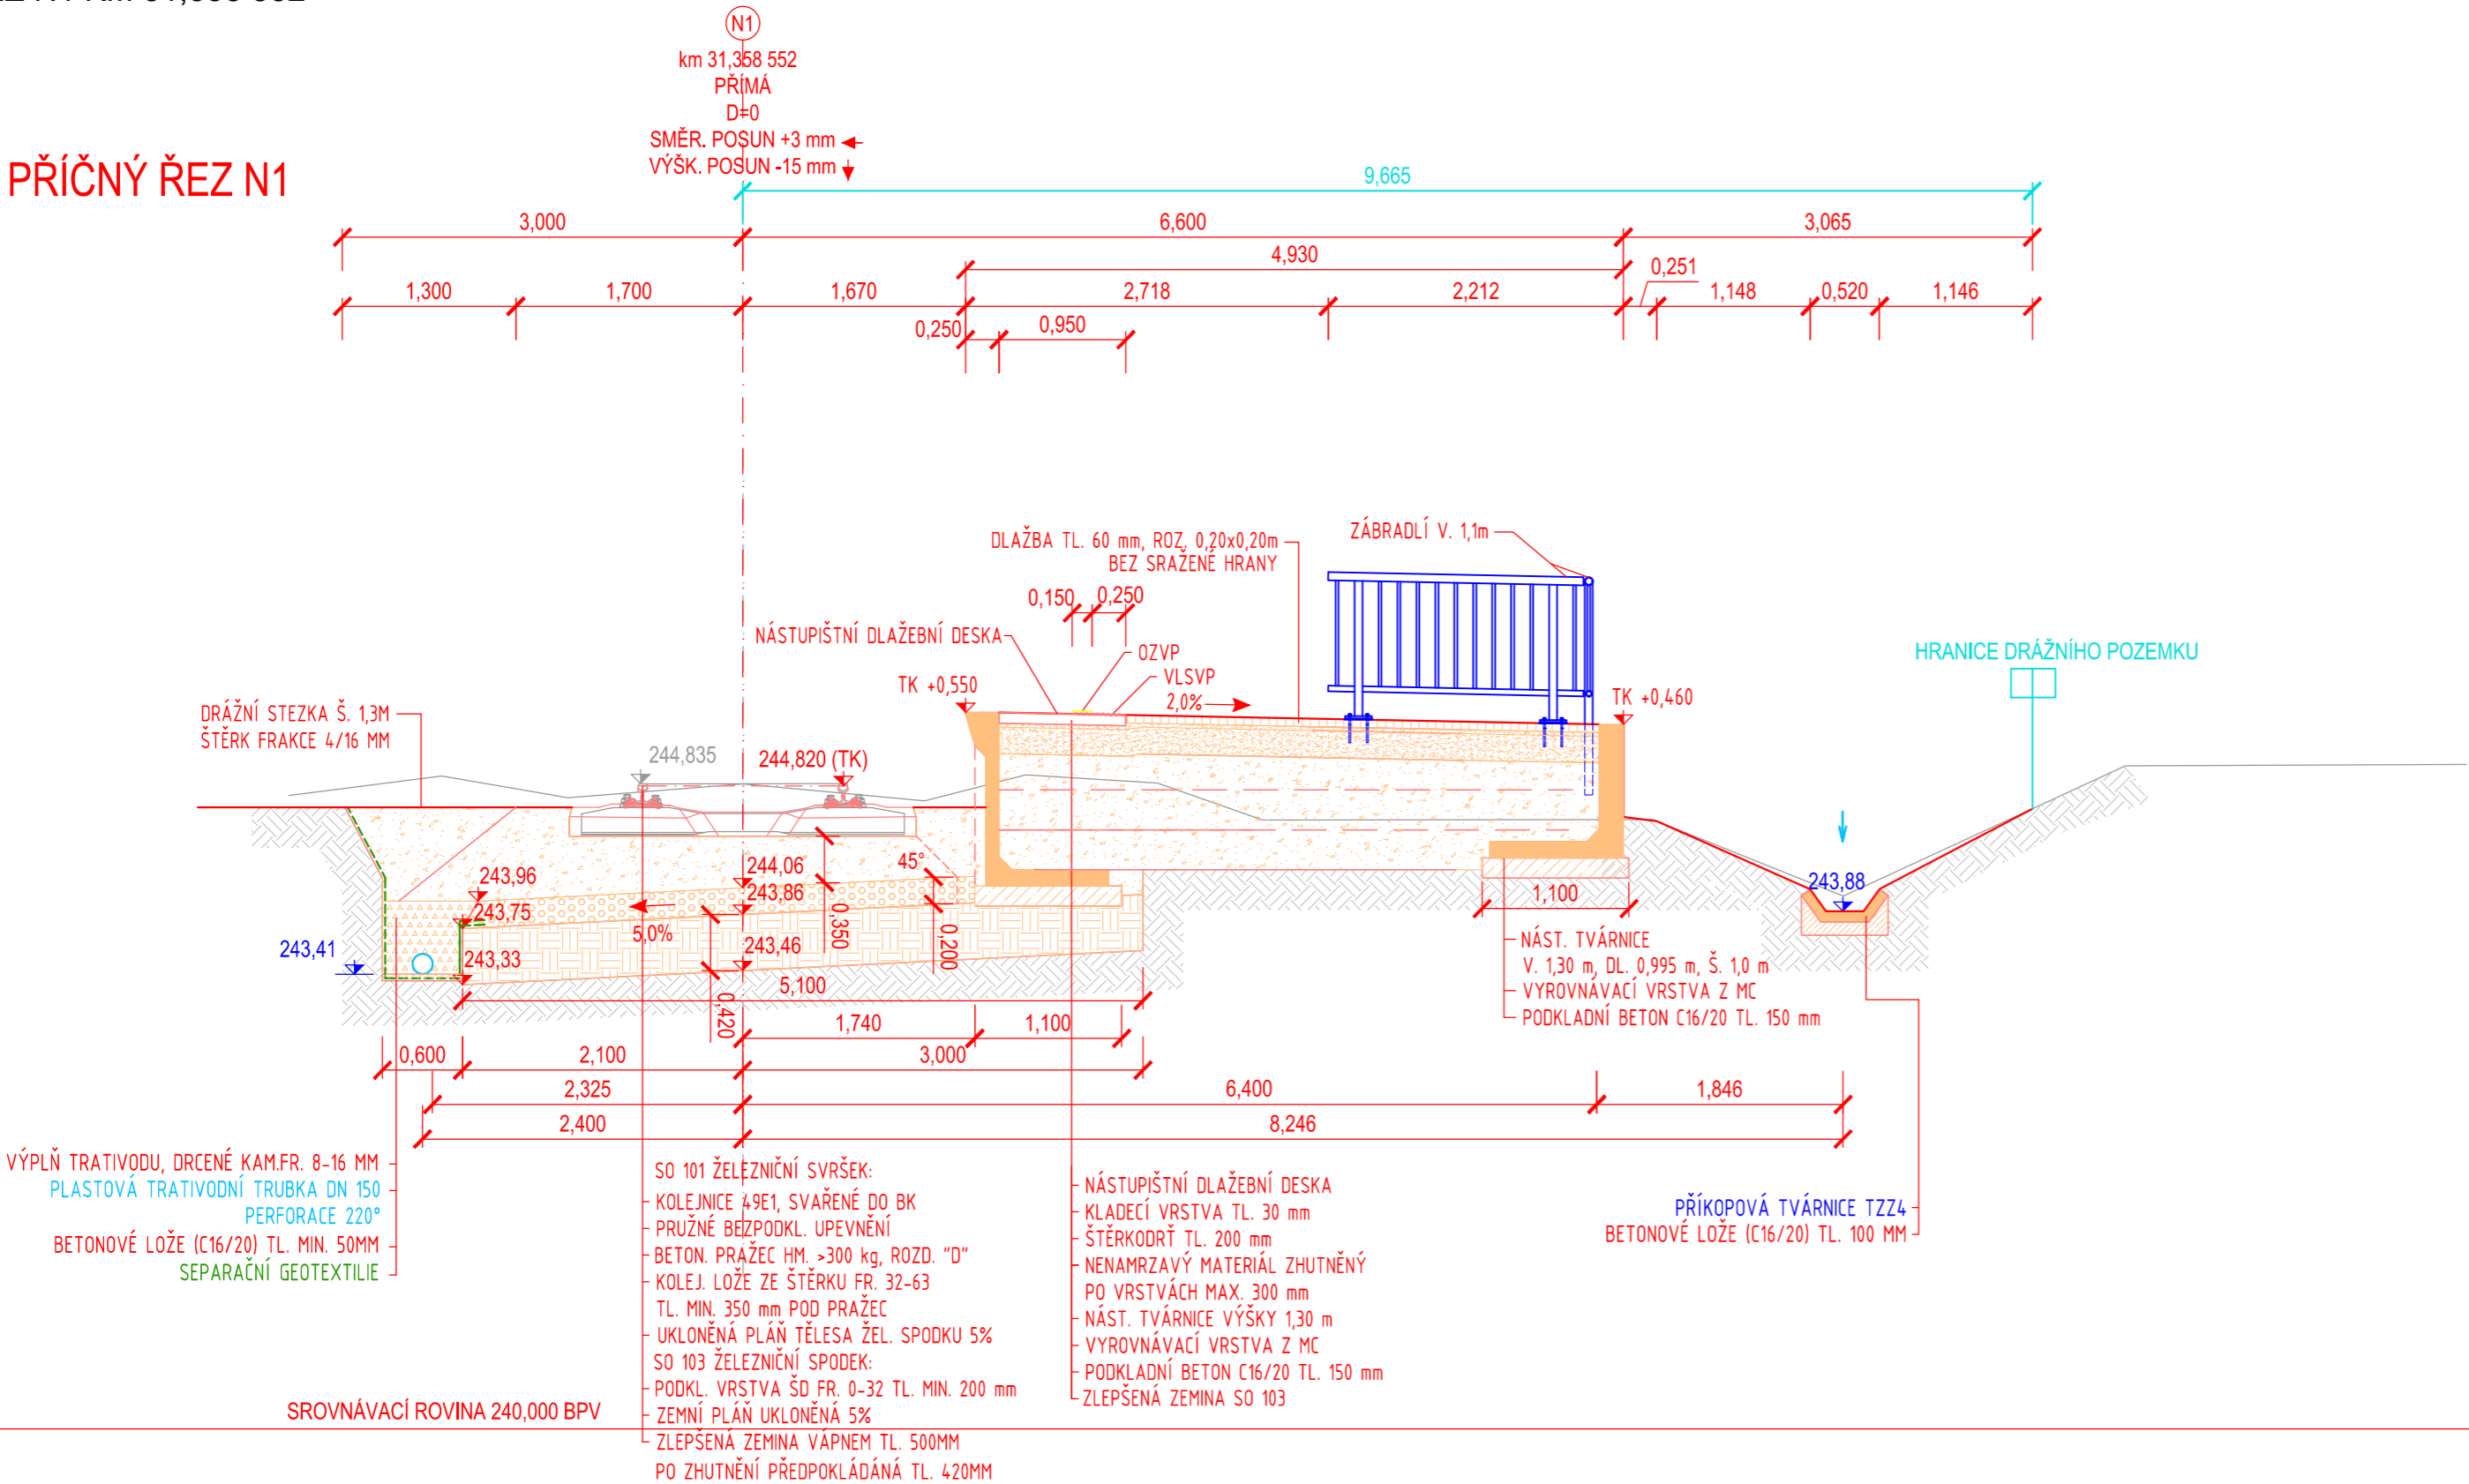 N1
km 31,358 552
PŘÍMÁ
D=0
SMĚR. POSUN +3 mm
VÝŠK. POSUN -15 mm
PŘÍČNÝ ŘEZ N1
9,665
3,000
6,600
3,065
4,930
0,251
1,300
1,700
1,670
2,718
2,212
1,148
0,520
1,146
0,250
0,950
DLAŽBA TL. 60 mm, ROZ. 0,20x0,20m
BEZ SRAŽENÉ HRANY
ZÁBRADLÍ V. 1,1m
0,150
0,250
NÁSTUPIŠTNÍ DLAŽEBNÍ DESKA
OZVP
VLSVP
2,0%
HRANICE DRÁŽNÍHO POZEMKU
TK +0,550
TK +0,460
DRÁŽNÍ STEZKA Š. 1,3M
ŠTĚRK FRAKCE 4/16 MM
244,835
244,820 (TK)
45°
244,06
243,96
243,86
243,88
243,75
1,100
0,350
5,0%
0,200
243,46
243,41
243,33
5,100
0,420
NÁST. TVÁRNICE
V. 1,30 m, DL. 0,995 m, Š. 1,0 m
VYROVNÁVACÍ VRSTVA Z MC
PODKLADNÍ BETON C16/20 TL. 150 mm
1,740
1,100
0,600
2,100
3,000
2,325
6,400
1,846
2,400
8,246
VÝPLŇ TRATIVODU, DRCENÉ KAM.FR. 8-16 MM
PLASTOVÁ TRATIVODNÍ TRUBKA DN 150
PERFORACE 220°
BETONOVÉ LOŽE (C16/20) TL. MIN. 50MM
SEPARAČNÍ GEOTEXTILIE
SO 101 ŽELEZNIČNÍ SVRŠEK:
KOLEJNICE 49E1, SVAŘENÉ DO BK
PRUŽNÉ BEZPODKL. UPEVNĚNÍ
BETON. PRAŽEC HM. >300 kg, ROZD. "D"
KOLEJ. LOŽE ZE ŠTĚRKU FR. 32-63
TL. MIN. 350 mm POD PRAŽEC
UKLONĚNÁ PLÁŇ TĚLESA ŽEL. SPODKU 5%
SO 103 ŽELEZNIČNÍ SPODEK:
PODKL. VRSTVA ŠD FR. 0-32 TL. MIN. 200 mm
ZEMNÍ PLÁŇ UKLONĚNÁ 5%
ZLEPŠENÁ ZEMINA VÁPNEM TL. 500MM
PO ZHUTNĚNÍ PŘEDPOKLÁDÁNÁ TL. 420MM
NÁSTUPIŠTNÍ DLAŽEBNÍ DESKA
KLADECÍ VRSTVA TL. 30 mm
ŠTĚRKODRŤ TL. 200 mm
NENAMRZAVÝ MATERIÁL ZHUTNĚNÝ
PO VRSTVÁCH MAX. 300 mm
NÁST. TVÁRNICE VÝŠKY 1,30 m
VYROVNÁVACÍ VRSTVA Z MC
PODKLADNÍ BETON C16/20 TL. 150 mm
ZLEPŠENÁ ZEMINA SO 103
PŘÍKOPOVÁ TVÁRNICE TZZ4
BETONOVÉ LOŽE (C16/20) TL. 100 MM
SROVNÁVACÍ ROVINA 240,000 BPV